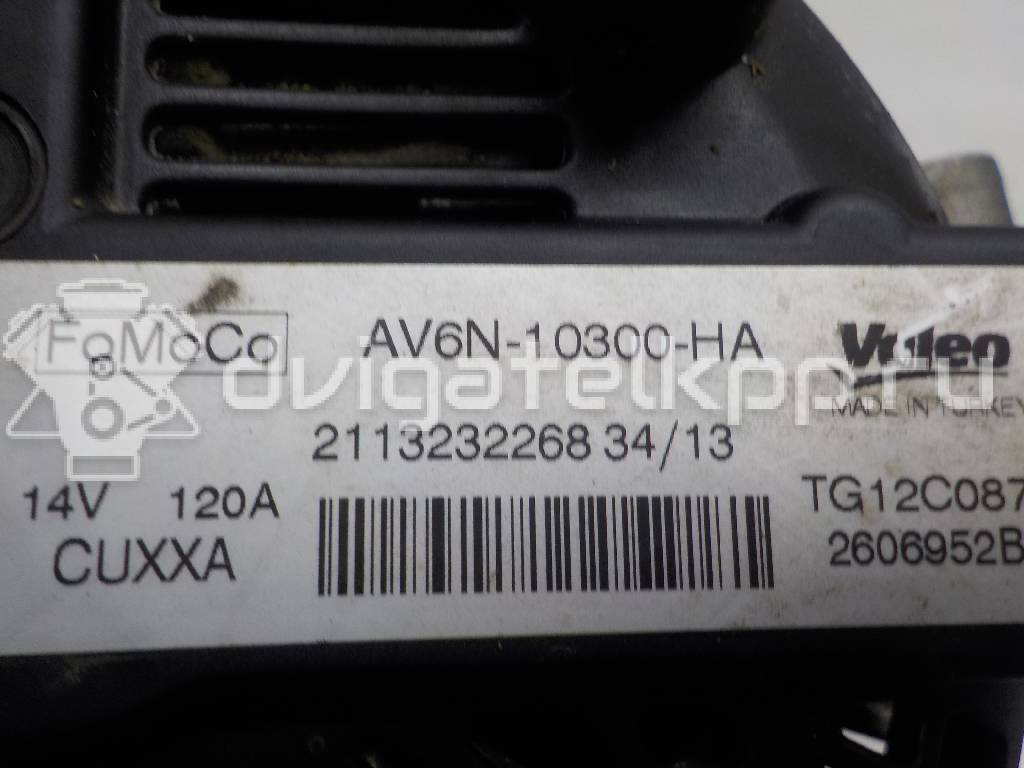 FoMoCo
AV6N-10300-HA
Valeo
MADE IN TURKEY
2113232268 34/13
14V 120A
TG12C087
CUXXA
2606952B
dvigatelkpp.ru